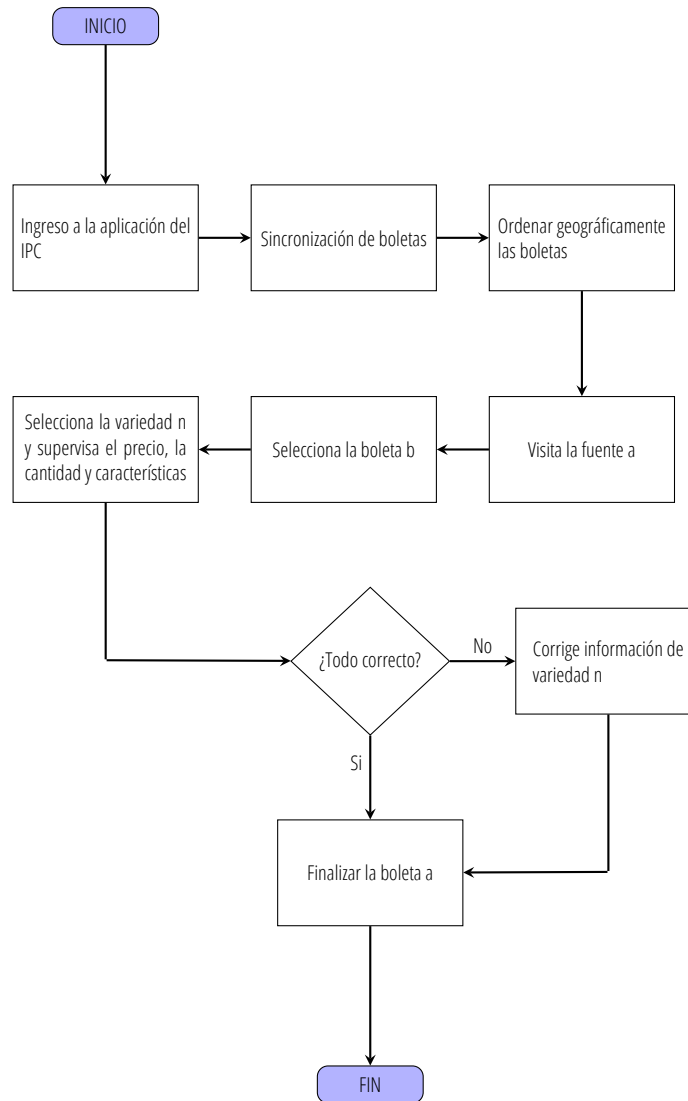 INICIO
Ingreso a la aplicación del
IPC
Sincronización de boletas
Ordenar geográficamente
las boletas
Visita la fuente a
Selecciona la boleta b
Selecciona la variedad n
y supervisa el precio, la
cantidad y características
¿Todo correcto?
No
Corrige información de
variedad n
Si
Finalizar la boleta a
FIN